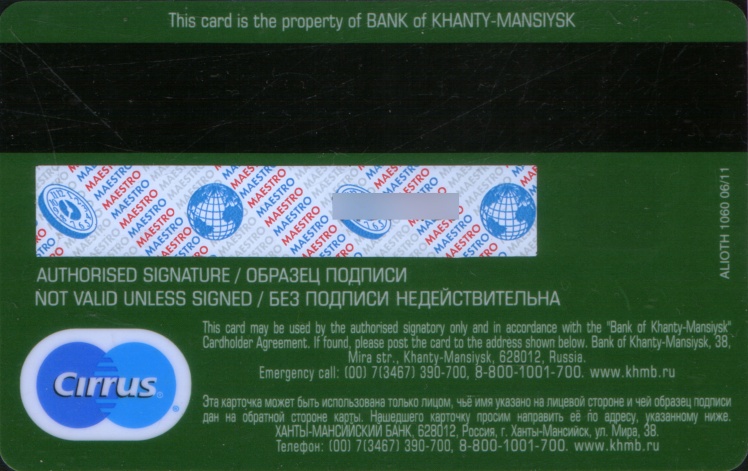 This card is the property of BANK of KHANTY-MANSIYSK
MAESTRO
ALIOTH 1060 06/11
AUTHORISED SIGNATURE / ОБРАЗЕЦ ПОДПИСИ
NOT VALID UNLESS SIGNED / БЕЗ ПОДПИСИ НЕДЕЙСТВИТЕЛЬНА
This card may be used by the authorised signatory only and in accordance with the "Bank of Khanty-Mansiysk"
Cardholder Agreement. If found, please post the card to the address shown below. Bank of Khanty-Mansiysk, 38,
Mira str., Khanty-Mansiysk, 628012, Russia.
Emergency call: (00) 7(3467) 390-700, 8-800-1001-700. www.khmb.ru
Cirrus
Эта карточка может быть использована только лицом, чьё имя указано на лицевой стороне и чей образец подписи
дан на обратной стороне карты. Нашедшего карточку просим направить её по адресу, указанному ниже.
ХАНТЫ-МАНСИЙСКИЙ БАНК, 628012, Россия, г. Ханты-Мансийск, ул. Мира, 38.
Телефон: (00) 7(3467) 390-700, 8-800-1001-700. www.khmb.ru